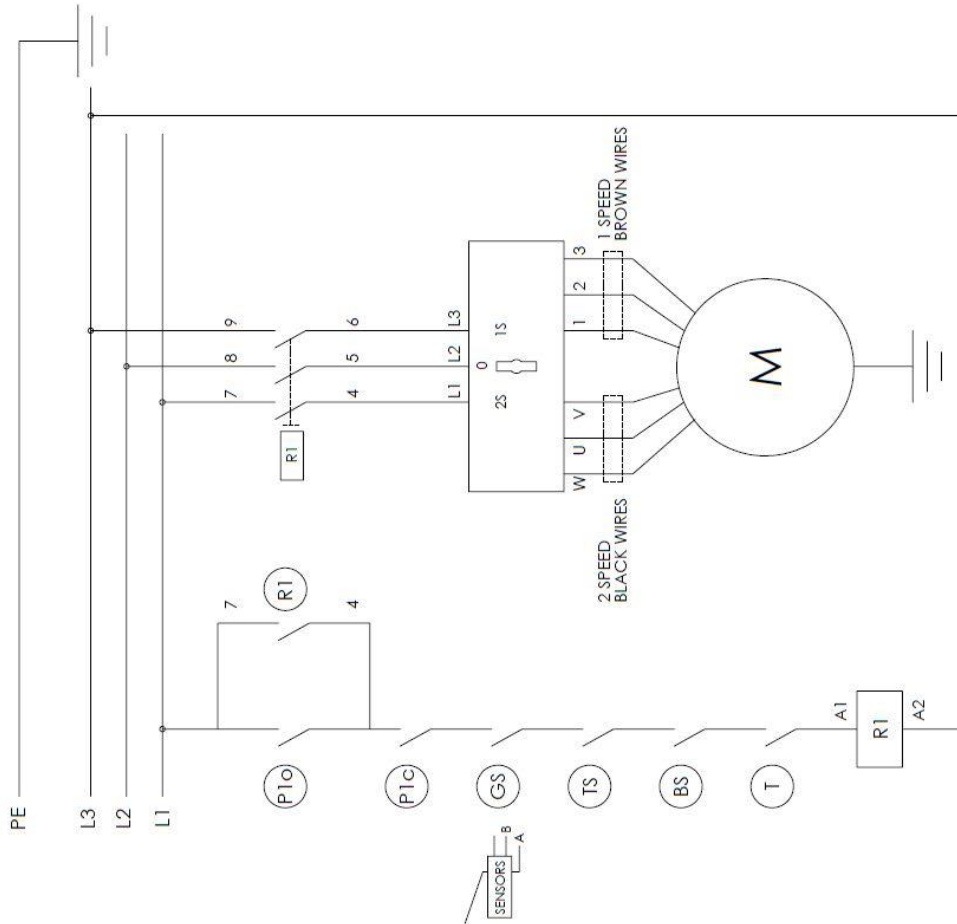 PE
L3
L2
L1
9
8
7
6
5
4
R1
L3
L2
L1
1S
0
2S
3
2
1
V
U
W
1 SPEED
BROWN WIRES
2 SPEED
BLACK WIRES
M
R1
7
4
P1o
P1c
GS
TS
BS
T
A1
R1
A2
SENSORS
B
A